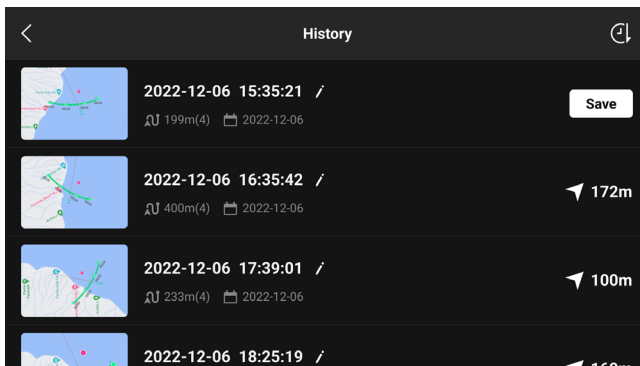 History
2022-12-06 15:35:21
199m(4) 2022-12-06
Save
2022-12-06 16:35:42
400m(4) 2022-12-06
172m
2022-12-06 17:39:01
233m(4) 2022-12-06
100m
2022-12-06 18:25:19